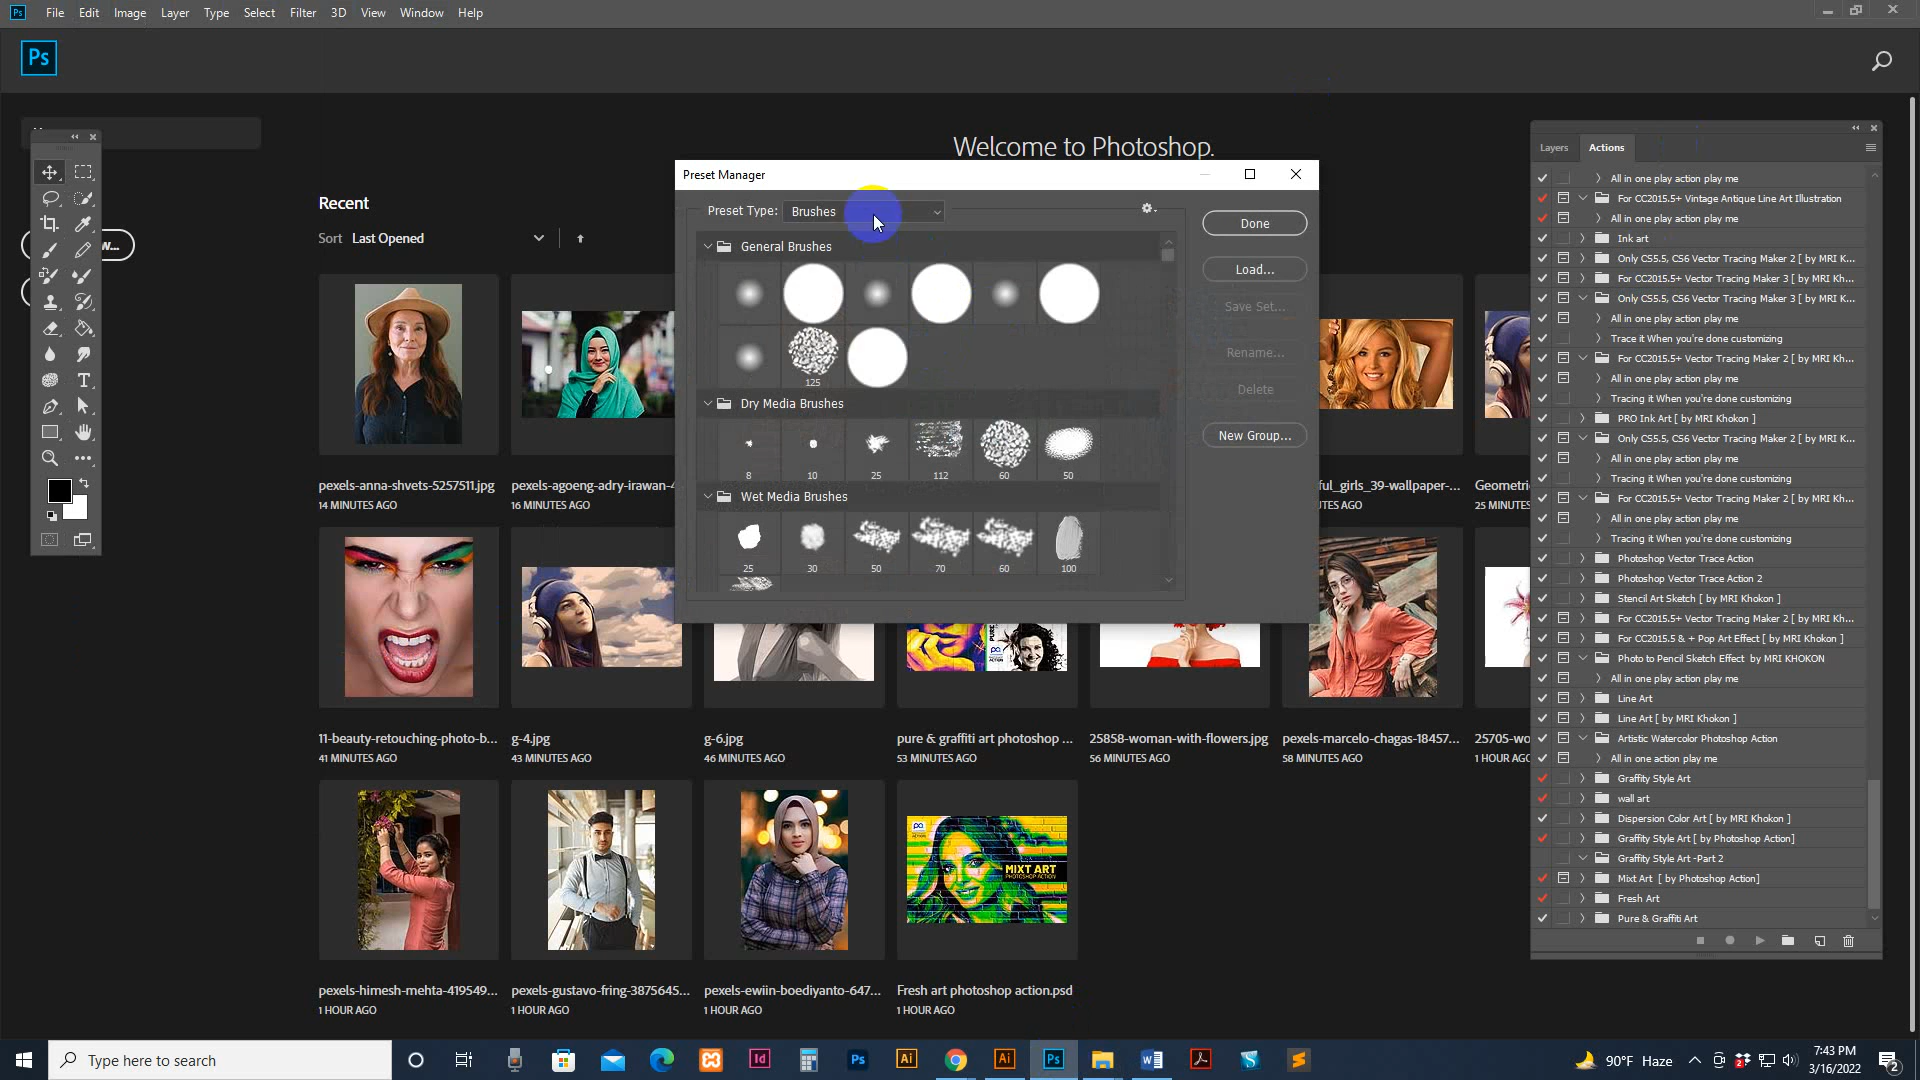 Ps File Edit Image Layer Type Select Filter 3D View Window Help
Ps
Welcome to Photoshop.
Recent
Sort Last Opened
pexels-anna-shvets-5257511.jpg
14 MINUTES AGO
pexels-agoeng-adry-irawan-4
16 MINUTES AGO
ful_girls_39-wallpaper-...
TES AGO
Geometri
25 MINUTES
11-beauty-retouching-photo-b...
41 MINUTES AGO
g-4.jpg
43 MINUTES AGO
g-6.jpg
46 MINUTES AGO
pure & graffiti art photoshop ...
53 MINUTES AGO
25858-woman-with-flowers.jpg
56 MINUTES AGO
pexels-marcelo-chagas-18457...
58 MINUTES AGO
25705-wo
1 HOUR AGO
MIXT ART
PHOTOSHOP ACTION
pexels-himesh-mehta-419549...
1 HOUR AGO
pexels-gustavo-fring-3875645...
1 HOUR AGO
pexels-ewiin-boediyanto-647...
1 HOUR AGO
Fresh art photoshop action.psd
1 HOUR AGO
Preset Manager
Preset Type: Brushes
Done
General Brushes
Load...
Save Set...
Rename...
125
Delete
Dry Media Brushes
New Group...
8 10 25 112 60 50
Wet Media Brushes
25 30 50 70 60 100
Layers Actions
All in one play action play me
For CC2015.5+ Vintage Antique Line Art Illustration
All in one play action play me
Ink art
Only CS5.5, CS6 Vector Tracing Maker 2 [ by MRI K...
For CC2015.5+ Vector Tracing Maker 3 [ by MRI K...
Only CS5.5, CS6 Vector Tracing Maker 3 [ by MRI K...
All in one play action play me
Trace it When you're done customizing
For CC2015.5+ Vector Tracing Maker 2 [ by MRI Kh...
All in one play action play me
Tracing it When you're done customizing
PRO Ink Art [ by MRI Khokon ]
Only CS5.5, CS6 Vector Tracing Maker 2 [ by MRI K...
All in one play action play me
Tracing it When you're done customizing
For CC2015.5+ Vector Tracing Maker 2 [ by MRI Kh...
All in one play action play me
Tracing it When you're done customizing
Photoshop Vector Trace Action
Photoshop Vector Trace Action 2
Stencil Art Sketch [ by MRI Khokon ]
For CC2015.5+ Vector Tracing Maker 2 [ by MRI Kh...
For CC2015.5 & + Pop Art Effect [ by MRI Khokon ]
Photo to Pencil Sketch Effect by MRI KHOKON
All in one play action play me
Line Art
Line Art [ by MRI Khokon ]
Artistic Watercolor Photoshop Action
All in one action play me
Graffity Style Art
wall art
Dispersion Color Art [ by MRI Khokon ]
Graffity Style Art [ by Photoshop Action]
Graffity Style Art -Part 2
Mixt Art [ by Photoshop Action]
Fresh Art
Pure & Graffiti Art
Type here to search
90°F Haze
7:43 PM
3/16/2022
2